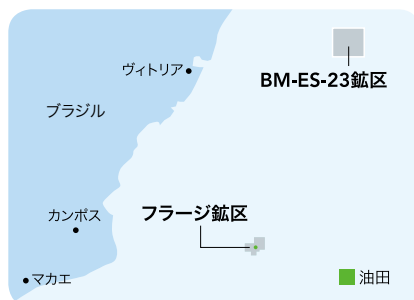 ヴィトリア
BM-ES-23鉱区
ブラジル
カンポス
フラージ鉱区
マカエ
油田